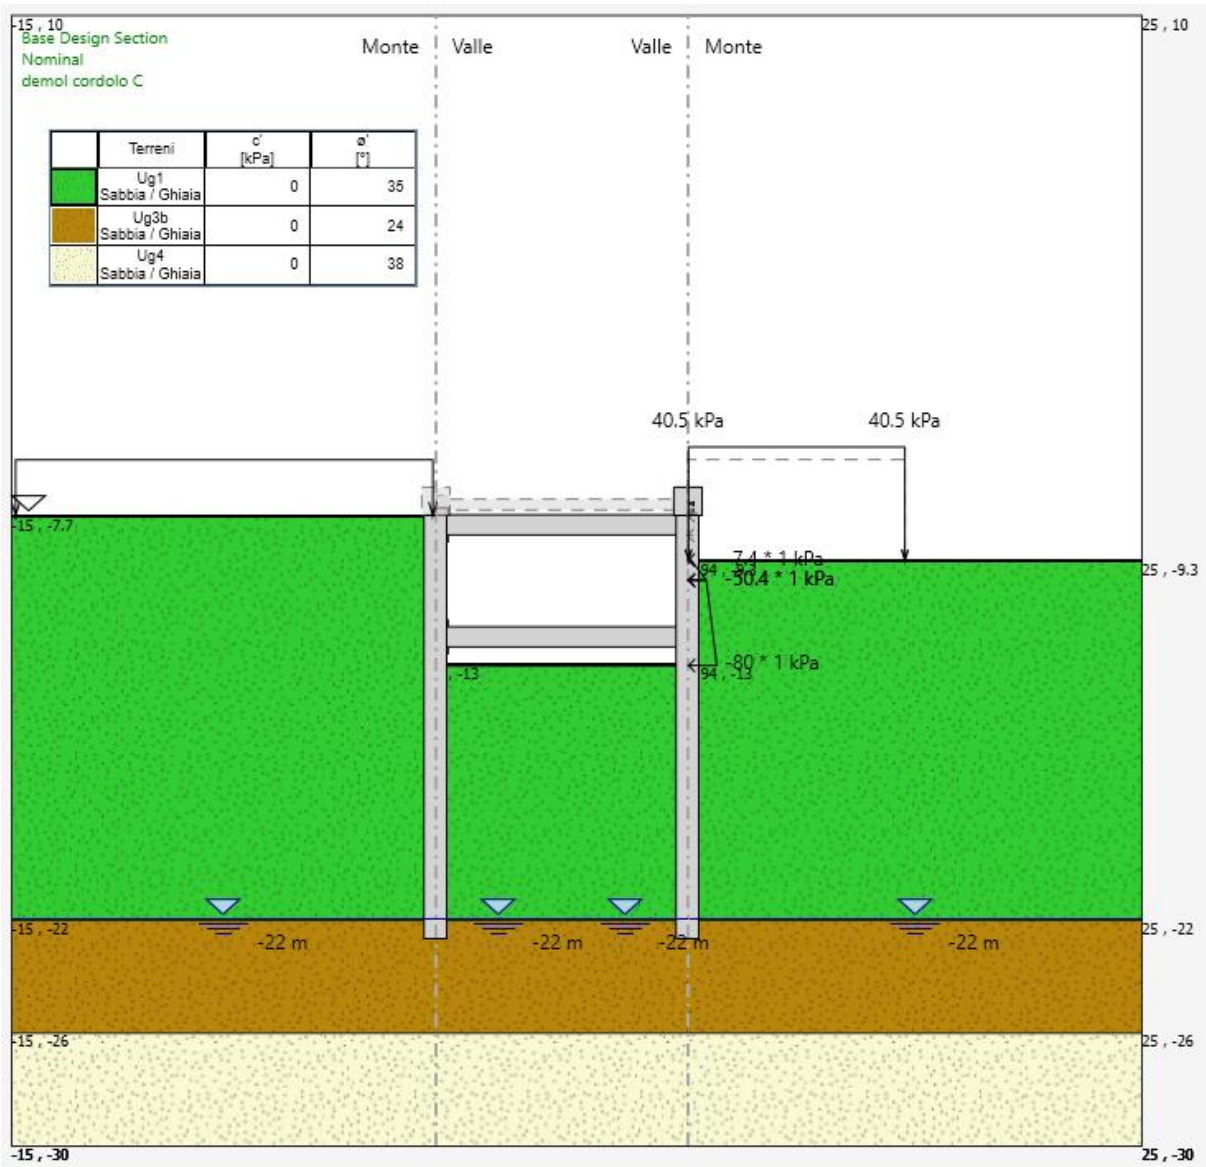 -15 , 10
25 , 10
Base Design Section
Nominal
demol cordolo C
Monte
Valle
Valle
Monte
Terreni
c'
[kPa]
ø'
[°]
Ug1
Sabbia / Ghiaia
0
35
Ug3b
Sabbia / Ghiaia
0
24
Ug4
Sabbia / Ghiaia
0
38
40.5 kPa
40.5 kPa
-15 , -7.7
-7.4 * 1 kPa
25 , -9.3
-50.4 * 1 kPa
-80 * 1 kPa
, -13
94 , -13
-15 , -22
25 , -22
-22 m
-22 m
-22 m
-22 m
-15 , -26
25 , -26
-15 , -30
25 , -30